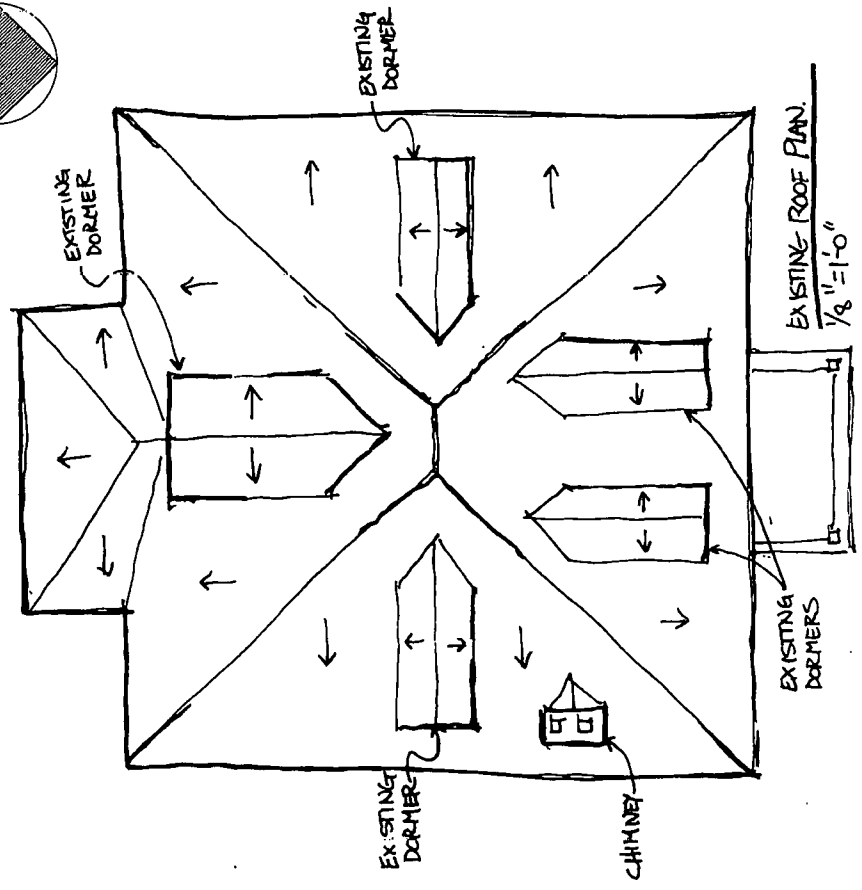 EXISTING
DORMER
EXISTING
DORMER
EXISTING
DORMER
CHIMNEY
EXISTING
DORMERS
EXISTING ROOF PLAN.
1/8" = 1'-0"